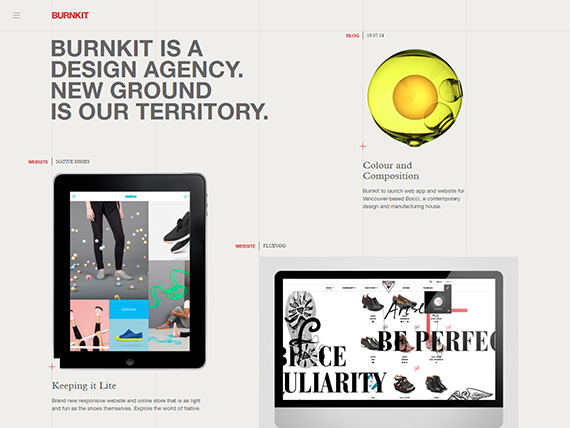 BURNKIT
BURNKIT IS A
DESIGN AGENCY.
NEW GROUND
IS OUR TERRITORY.
BLOG 10.07.14
Colour and
Composition
Burnkit to launch web app and website for
Vancouver-based Bocci, a contemporary
design and manufacturing house.
WEBSITE NATIVE SHOES
native
Keeping it Lite
Brand new responsive website and online store that is as light
and fun as the shoes themselves. Explore the world of Native.
WEBSITE FLUEVOG
BE PERFEC
CE
ULIARITY